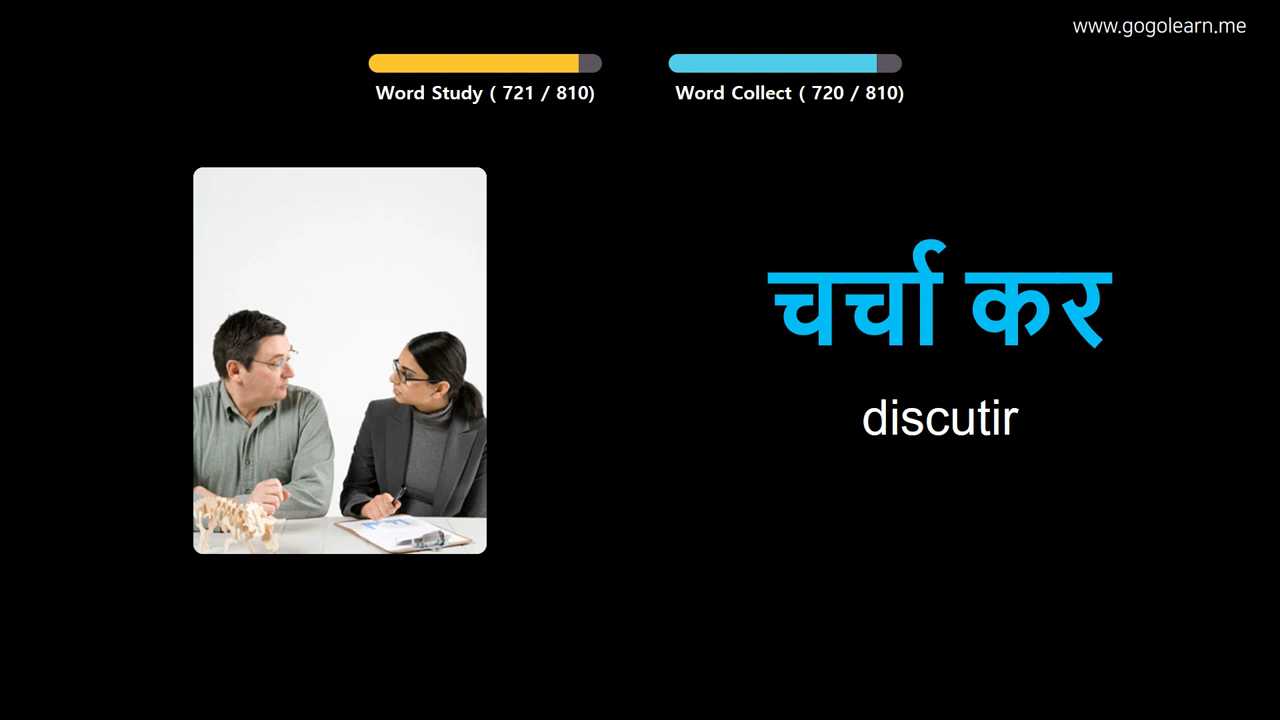 www.gogolearn.me
Word Study ( 721 / 810)
Word Collect ( 720 / 810)
चर्चा कर
discutir